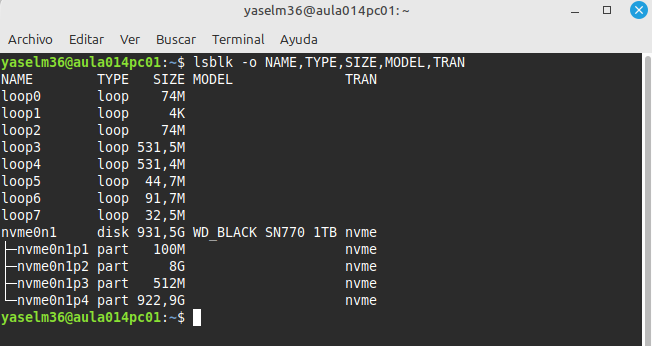 yaselm36@aula014pc01: ~
Archivo Editar Ver Buscar Terminal Ayuda
yaselm36@aula014pc01:~$ lsblk -o NAME,TYPE,SIZE,MODEL,TRAN
NAME        TYPE   SIZE MODEL              TRAN
loop0       loop    74M
loop1       loop     4K
loop2       loop    74M
loop3       loop 531,5M
loop4       loop 531,4M
loop5       loop  44,7M
loop6       loop  91,7M
loop7       loop  32,5M
nvme0n1     disk 931,5G WD_BLACK SN770 1TB nvme
├─nvme0n1p1 part   100M                    nvme
├─nvme0n1p2 part     8G                    nvme
├─nvme0n1p3 part   512M                    nvme
└─nvme0n1p4 part 922,9G                    nvme
yaselm36@aula014pc01:~$